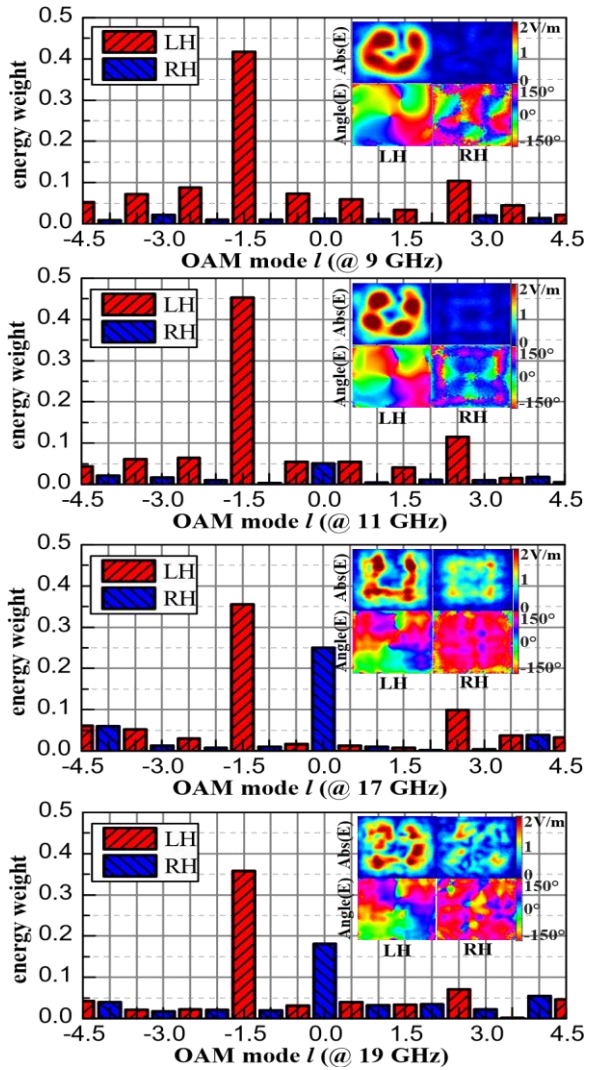 0.5
0.4
0.3
0.2
0.1
0.0
energy weight
LH
RH
Abs(E)
2V/m
1
0
Angle(E)
150°
0°
-150°
LH RH
-4.5 -3.0 -1.5 0.0 1.5 3.0 4.5
OAM mode l (@ 9 GHz)
0.5
0.4
0.3
0.2
0.1
0.0
energy weight
LH
RH
Abs(E)
2V/m
1
0
Angle(E)
150°
0°
-150°
LH RH
-4.5 -3.0 -1.5 0.0 1.5 3.0 4.5
OAM mode l (@ 11 GHz)
0.5
0.4
0.3
0.2
0.1
0.0
energy weight
LH
RH
Abs(E)
2V/m
1
0
Angle(E)
150°
0°
-150°
LH RH
-4.5 -3.0 -1.5 0.0 1.5 3.0 4.5
OAM mode l (@ 17 GHz)
0.5
0.4
0.3
0.2
0.1
0.0
energy weight
LH
RH
Abs(E)
2V/m
1
0
Angle(E)
150°
0°
-150°
LH RH
-4.5 -3.0 -1.5 0.0 1.5 3.0 4.5
OAM mode l (@ 19 GHz)